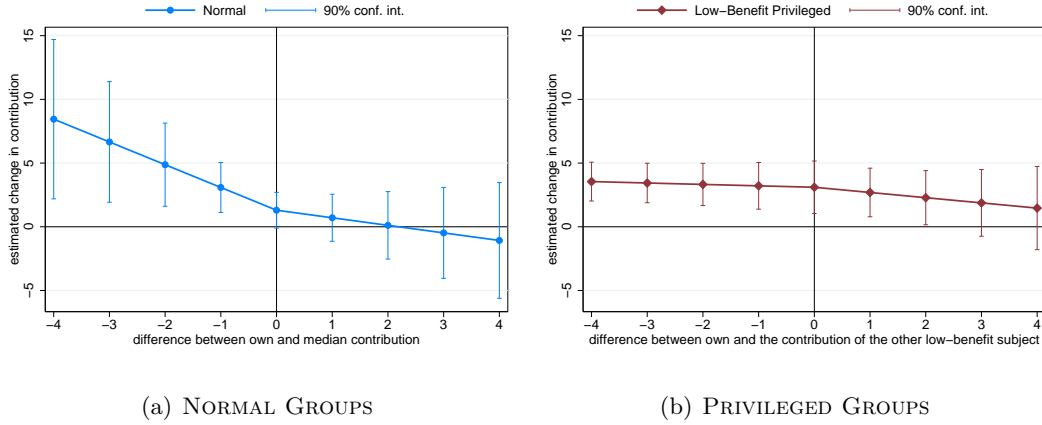 Normal 90% conf. int.
estimated change in contribution
15
10
5
0
−5
−4 −3 −2 −1 0 1 2 3 4
difference between own and median contribution
(a) NORMAL GROUPS
Low−Benefit Privileged 90% conf. int.
estimated change in contribution
15
10
5
0
−5
−4 −3 −2 −1 0 1 2 3 4
difference between own and the contribution of the other low−benefit subject
(b) PRIVILEGED GROUPS